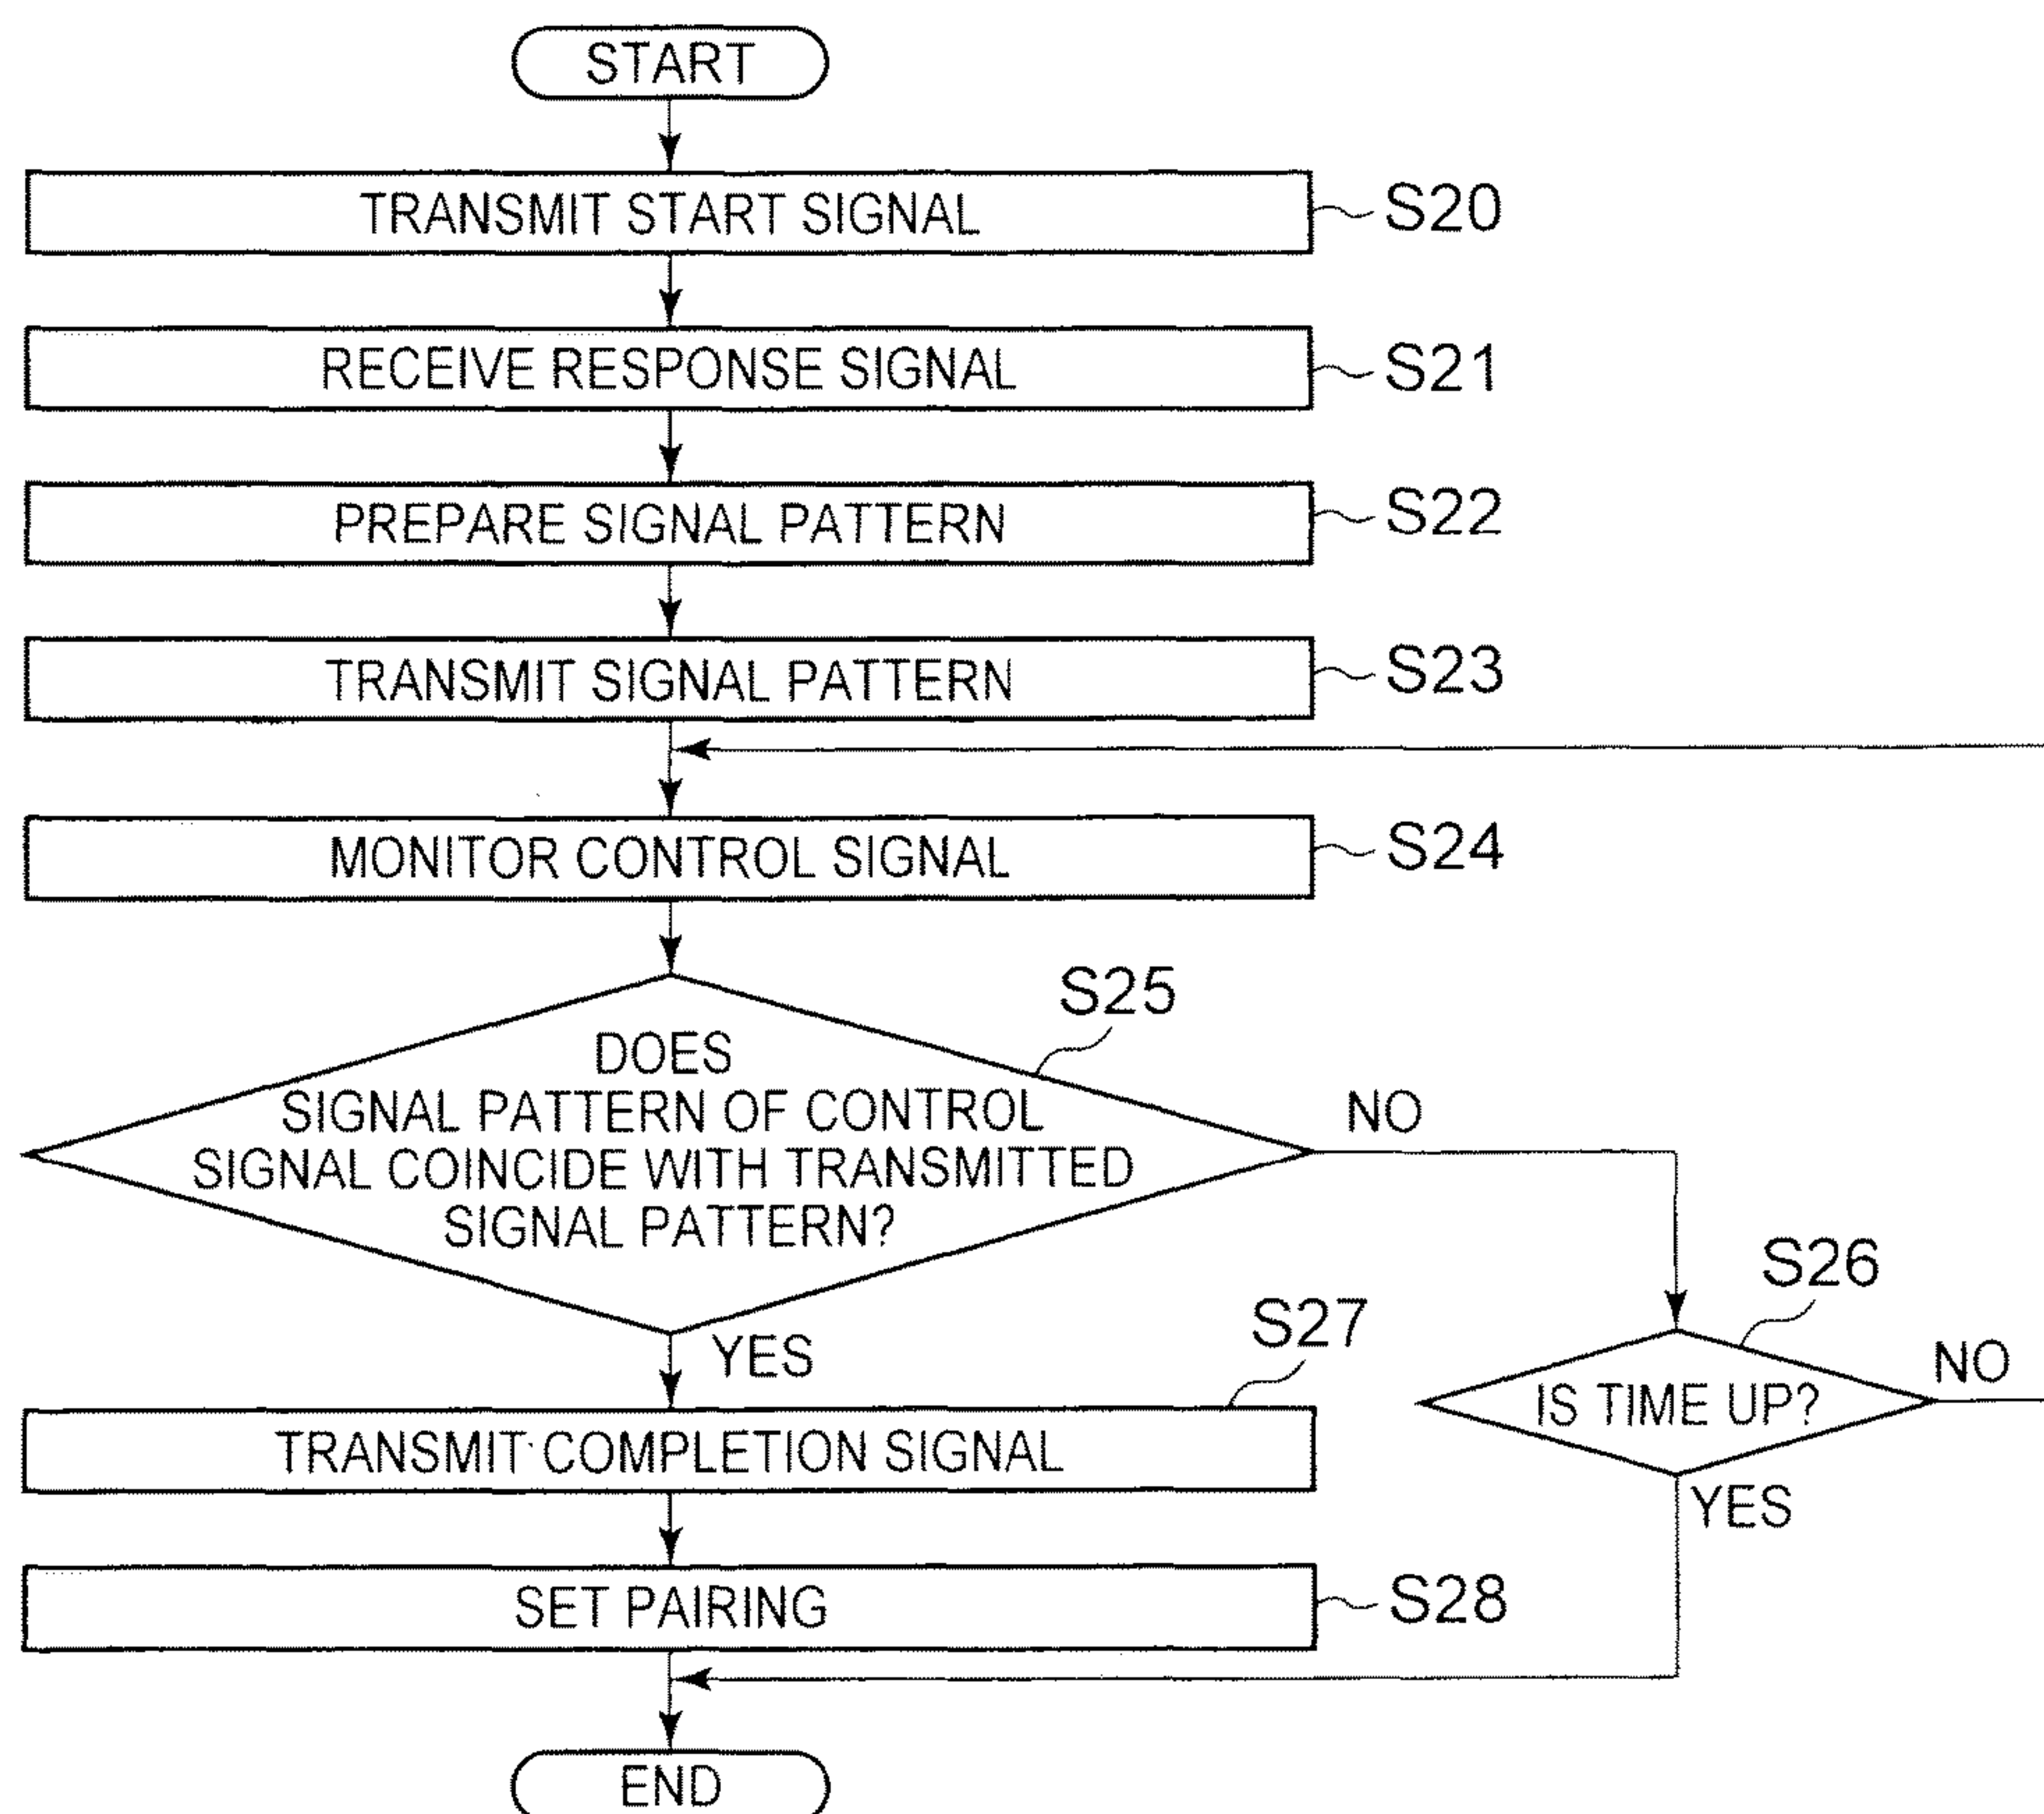 START
TRANSMIT START SIGNAL
S20
RECEIVE RESPONSE SIGNAL
S21
PREPARE SIGNAL PATTERN
S22
TRANSMIT SIGNAL PATTERN
S23
MONITOR CONTROL SIGNAL
S24
S25
DOES
SIGNAL PATTERN OF CONTROL
SIGNAL COINCIDE WITH TRANSMITTED
SIGNAL PATTERN?
NO
YES
S26
IS TIME UP?
NO
YES
S27
TRANSMIT COMPLETION SIGNAL
SET PAIRING
S28
END